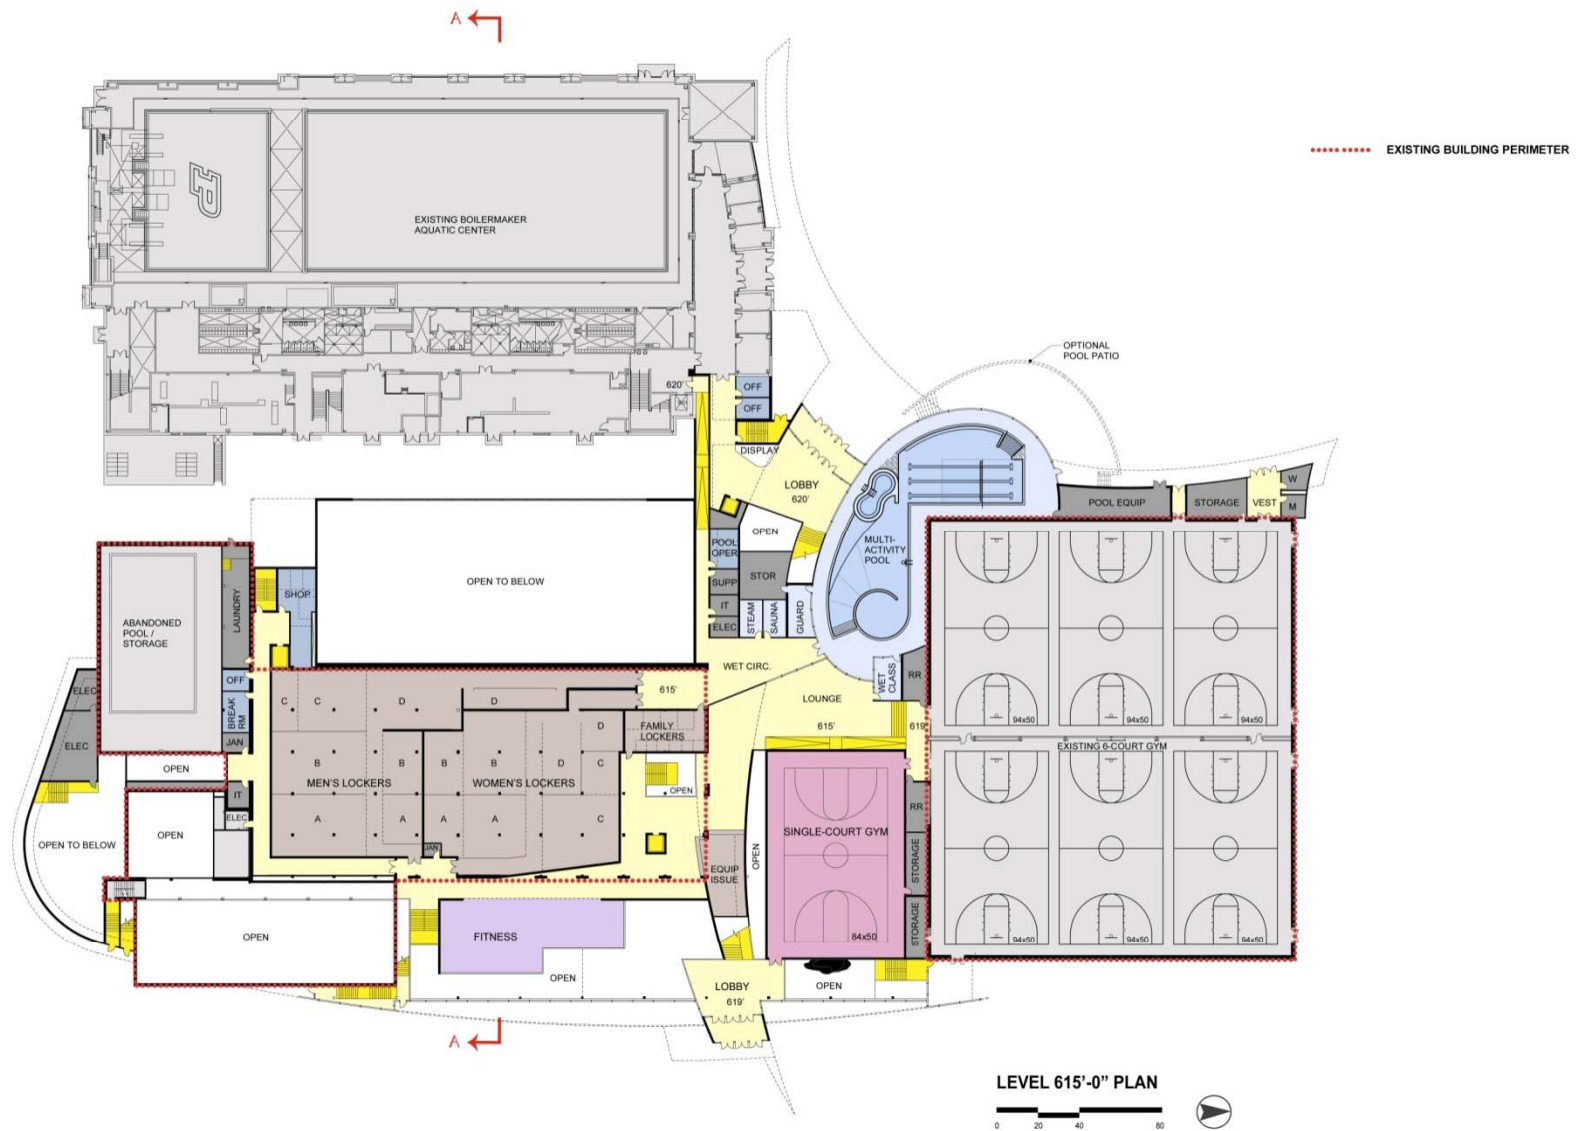 A
EXISTING BUILDING PERIMETER
P
EXISTING BOILERMAKER
AQUATIC CENTER
OPTIONAL
POOL PATIO
620'
OFF
OFF
DISPLAY
LOBBY
620'
W
M
POOL EQUIP
STORAGE
VEST
OPEN
POOL
OPER
MULTI-
ACTIVITY
POOL
STOR
SUPP
IT
ELEC
STEAM
SAUNA
GUARD
OPEN TO BELOW
SHOP
LAUNDRY
ABANDONED
POOL /
STORAGE
WET CIRC.
WET
CLASS
RR
OFF
BREAK
RM
JAN
ELEC
ELEC
C
C
D
D
615'
LOUNGE
615'
619'
D
FAMILY
LOCKERS
94x50
94x50
94x50
EXISTING 6-COURT GYM
OPEN
B
B
B
B
D
C
MEN'S LOCKERS
WOMEN'S LOCKERS
OPEN
IT
ELEC
RR
A
A
A
A
C
OPEN
OPEN TO BELOW
JAN
SINGLE-COURT GYM
OPEN
EQUIP
ISSUE
STORAGE
STORAGE
OPEN
FITNESS
84x50
94x50
94x50
94x50
OPEN
LOBBY
619'
OPEN
A
LEVEL 615'-0" PLAN
0 20 40 80